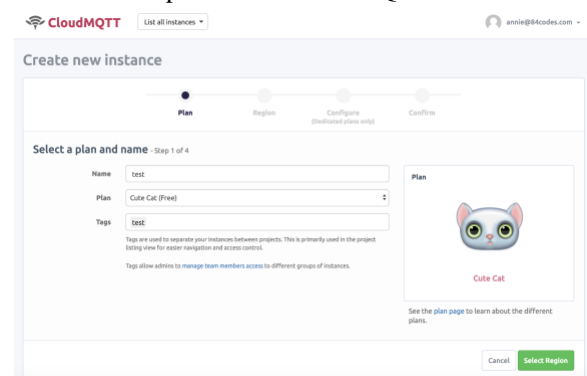 CloudMQTT
List all instances
annie@84codes.com
Create new instance
Plan
Region
Configure
(Dedicated plans only)
Confirm
Select a plan and name - Step 1 of 4
Name
test
Plan
Cute Cat (Free)
Tags
test
Tags are used to separate your instances between projects. This is primarily used in the project
listing view for easier navigation and access control.
Tags allow admins to manage team members access to different groups of instances.
Plan
Cute Cat
See the plan page to learn about the different
plans.
Cancel
Select Region